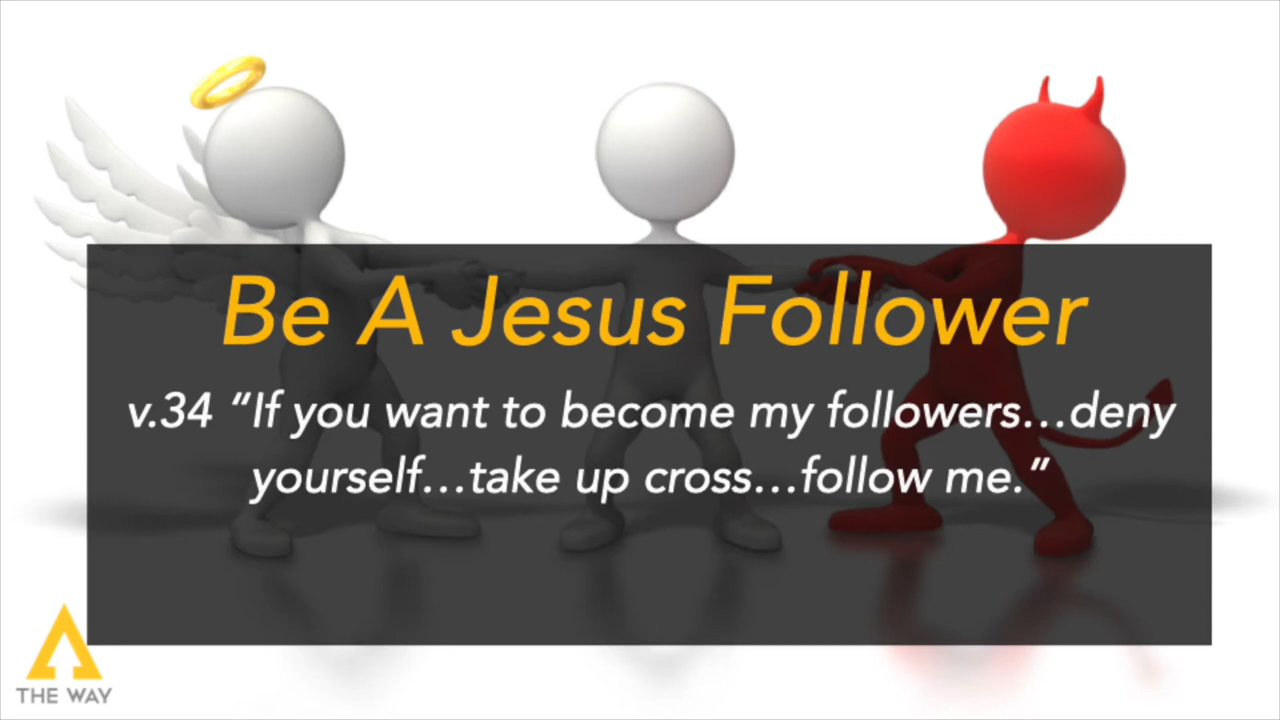 Be A Jesus Follower
v.34 “If you want to become my followers…deny
yourself…take up cross…follow me.”
THE WAY